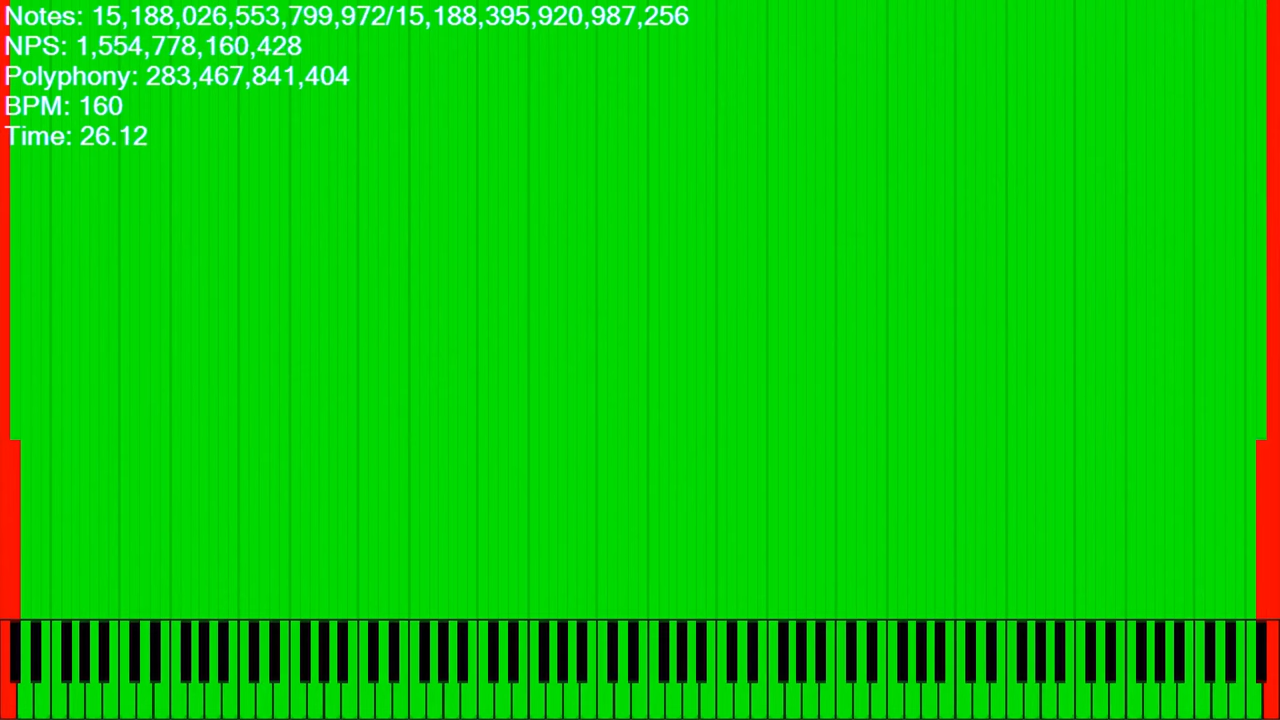 Notes: 15,188,026,553,799,972/15,188,395,920,987,256
NPS: 1,554,778,160,428
Polyphony: 283,467,841,404
BPM: 160
Time: 26.12